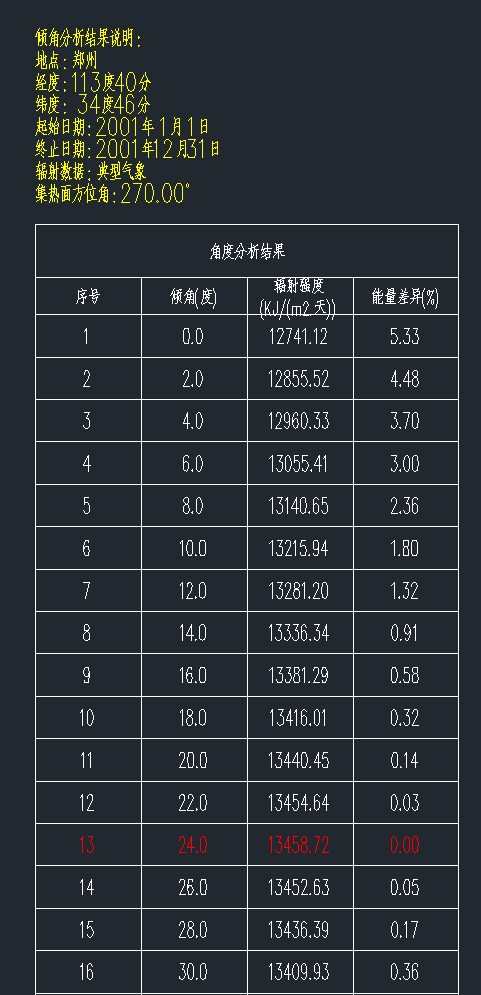 倾角分析结果说明:
地点: 郑州
经度:113度40分
纬度: 34度46分
起始日期:2001年1月1日
终止日期:2001年12月31日
辐射数据:典型气象
集热面方位角:270.00°
角度分析结果
序号 倾角(度) 辐射强度(KJ/(m2.天)) 能量差异(%)
1 0.0 12741.12 5.33
2 2.0 12855.52 4.48
3 4.0 12960.33 3.70
4 6.0 13055.41 3.00
5 8.0 13140.65 2.36
6 10.0 13215.94 1.80
7 12.0 13281.20 1.32
8 14.0 13336.34 0.91
9 16.0 13381.29 0.58
10 18.0 13416.01 0.32
11 20.0 13440.45 0.14
12 22.0 13454.64 0.03
13 24.0 13458.72 0.00
14 26.0 13452.63 0.05
15 28.0 13436.39 0.17
16 30.0 13409.93 0.36